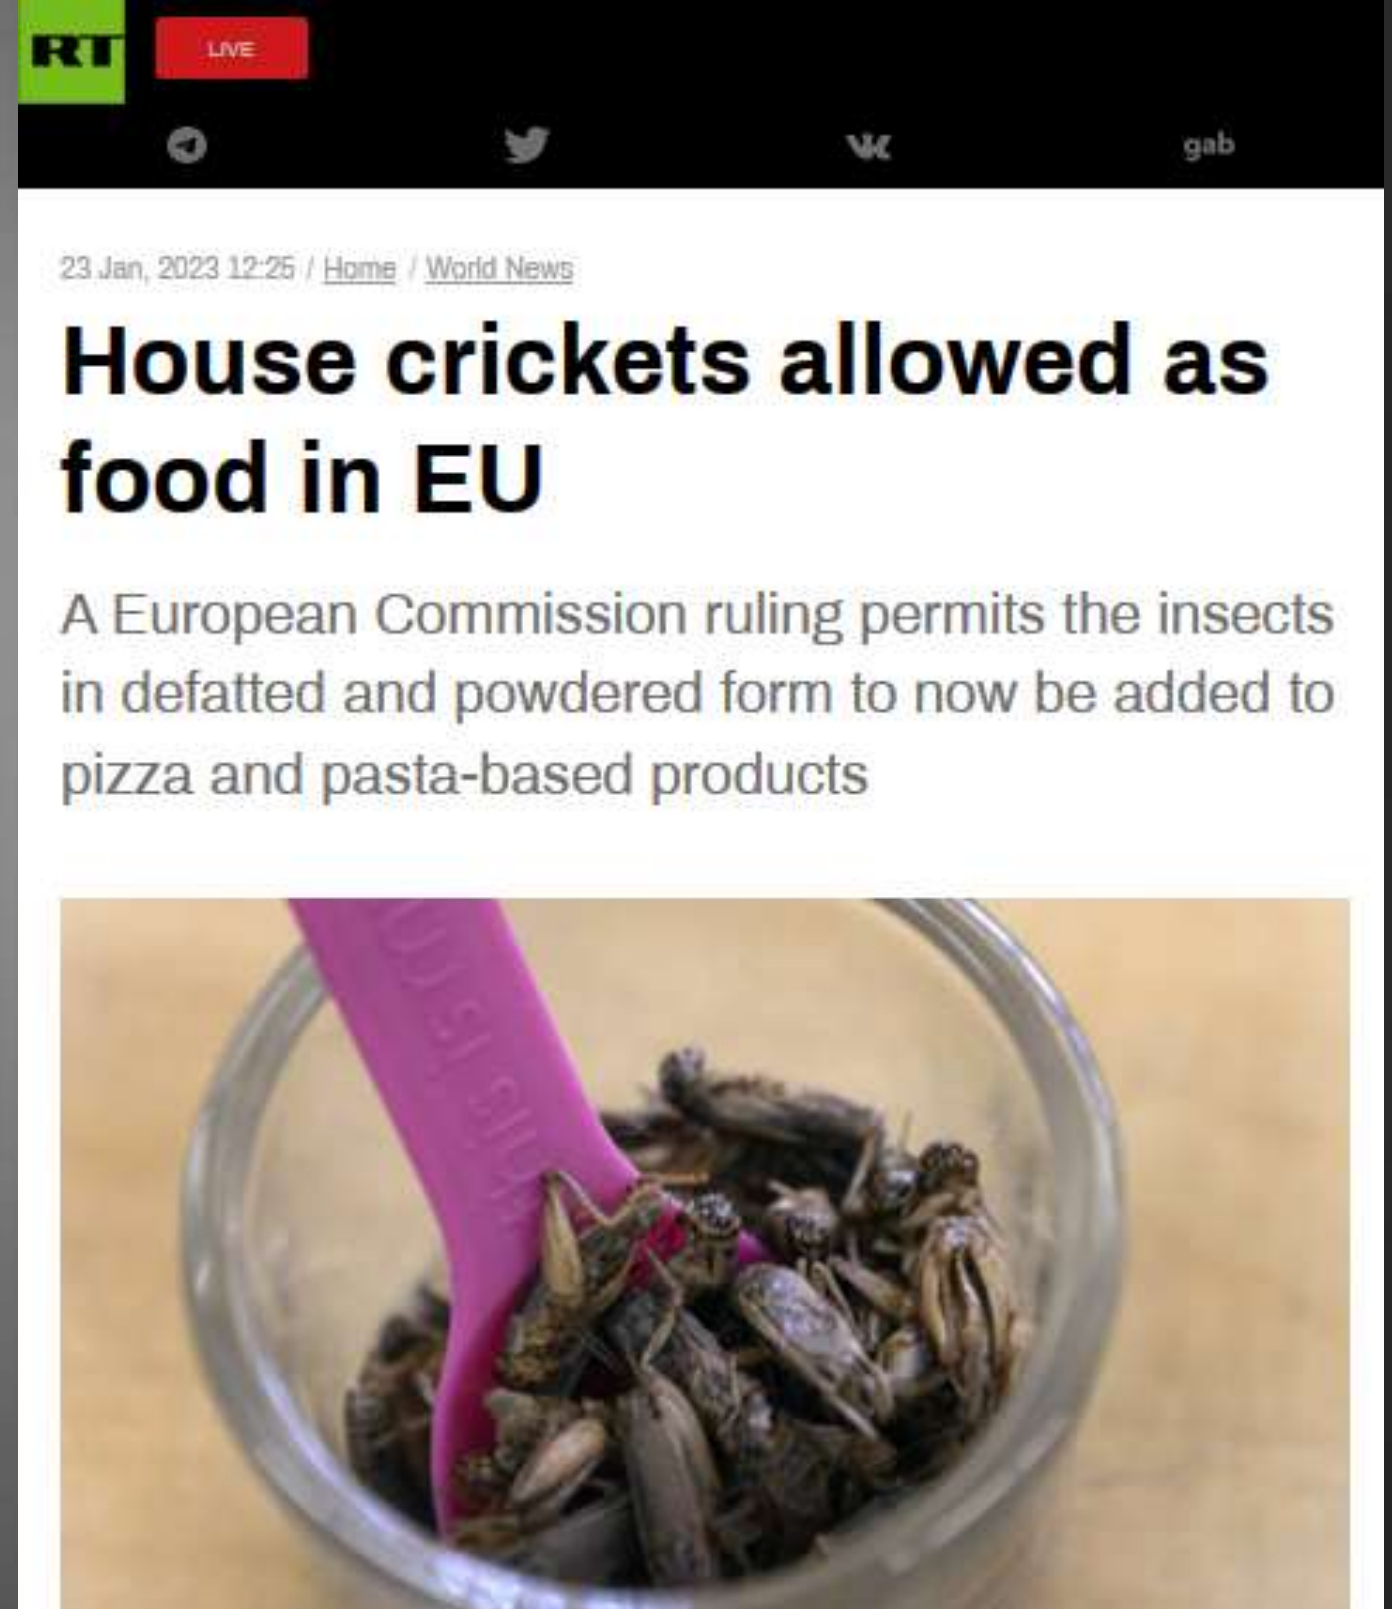 RT
LIVE
gab
23 Jan, 2023 12:25 / Home / World News
House crickets allowed as
food in EU
A European Commission ruling permits the insects
in defatted and powdered form to now be added to
pizza and pasta-based products